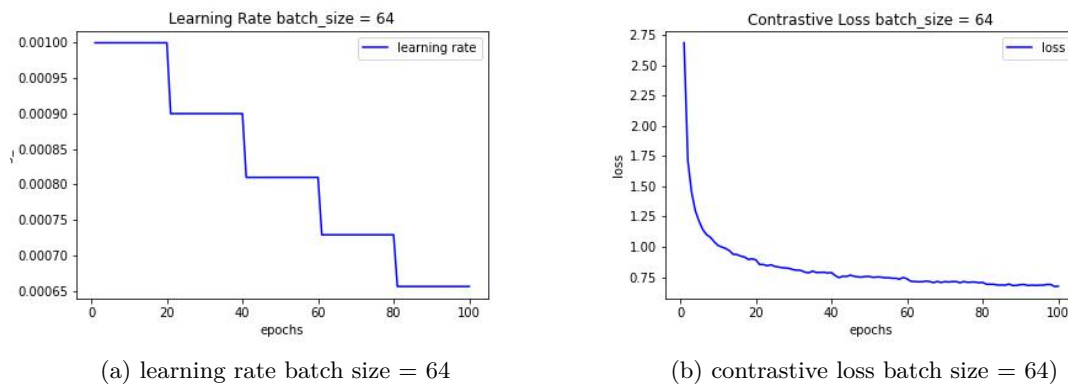 Learning Rate batch_size = 64
learning rate
0.00100
0.00095
0.00090
0.00085
0.00080
0.00075
0.00070
0.00065
0 20 40 60 80 100
epochs
(a) learning rate batch size = 64
Contrastive Loss batch_size = 64
loss
2.75
2.50
2.25
2.00
1.75
1.50
1.25
1.00
0.75
loss
0 20 40 60 80 100
epochs
(b) contrastive loss batch size = 64)